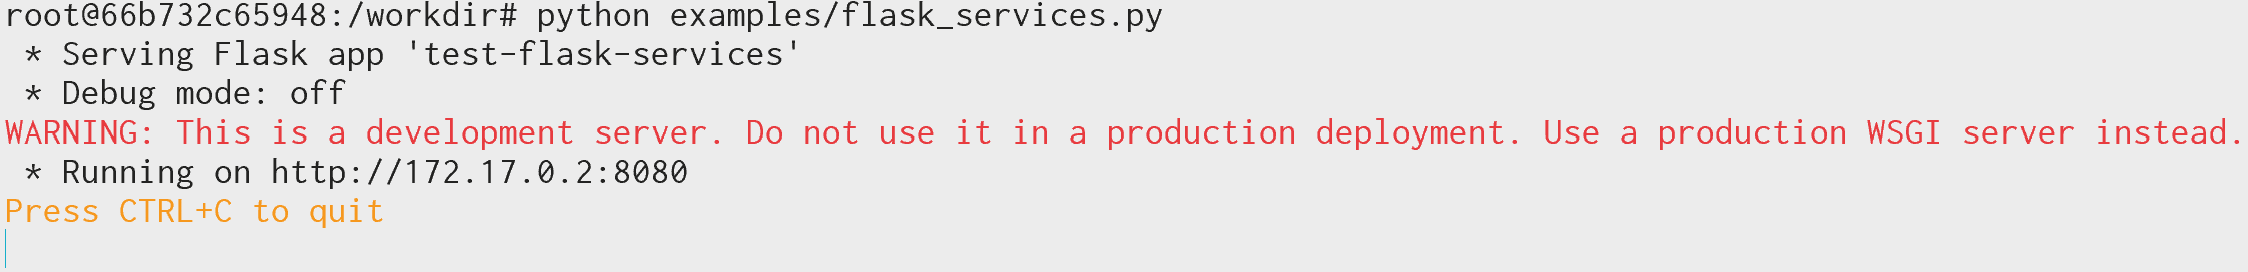 root@66b732c65948:/workdir# python examples/flask_services.py
 * Serving Flask app 'test-flask-services'
 * Debug mode: off
WARNING: This is a development server. Do not use it in a production deployment. Use a production WSGI server instead.
 * Running on http://172.17.0.2:8080
Press CTRL+C to quit